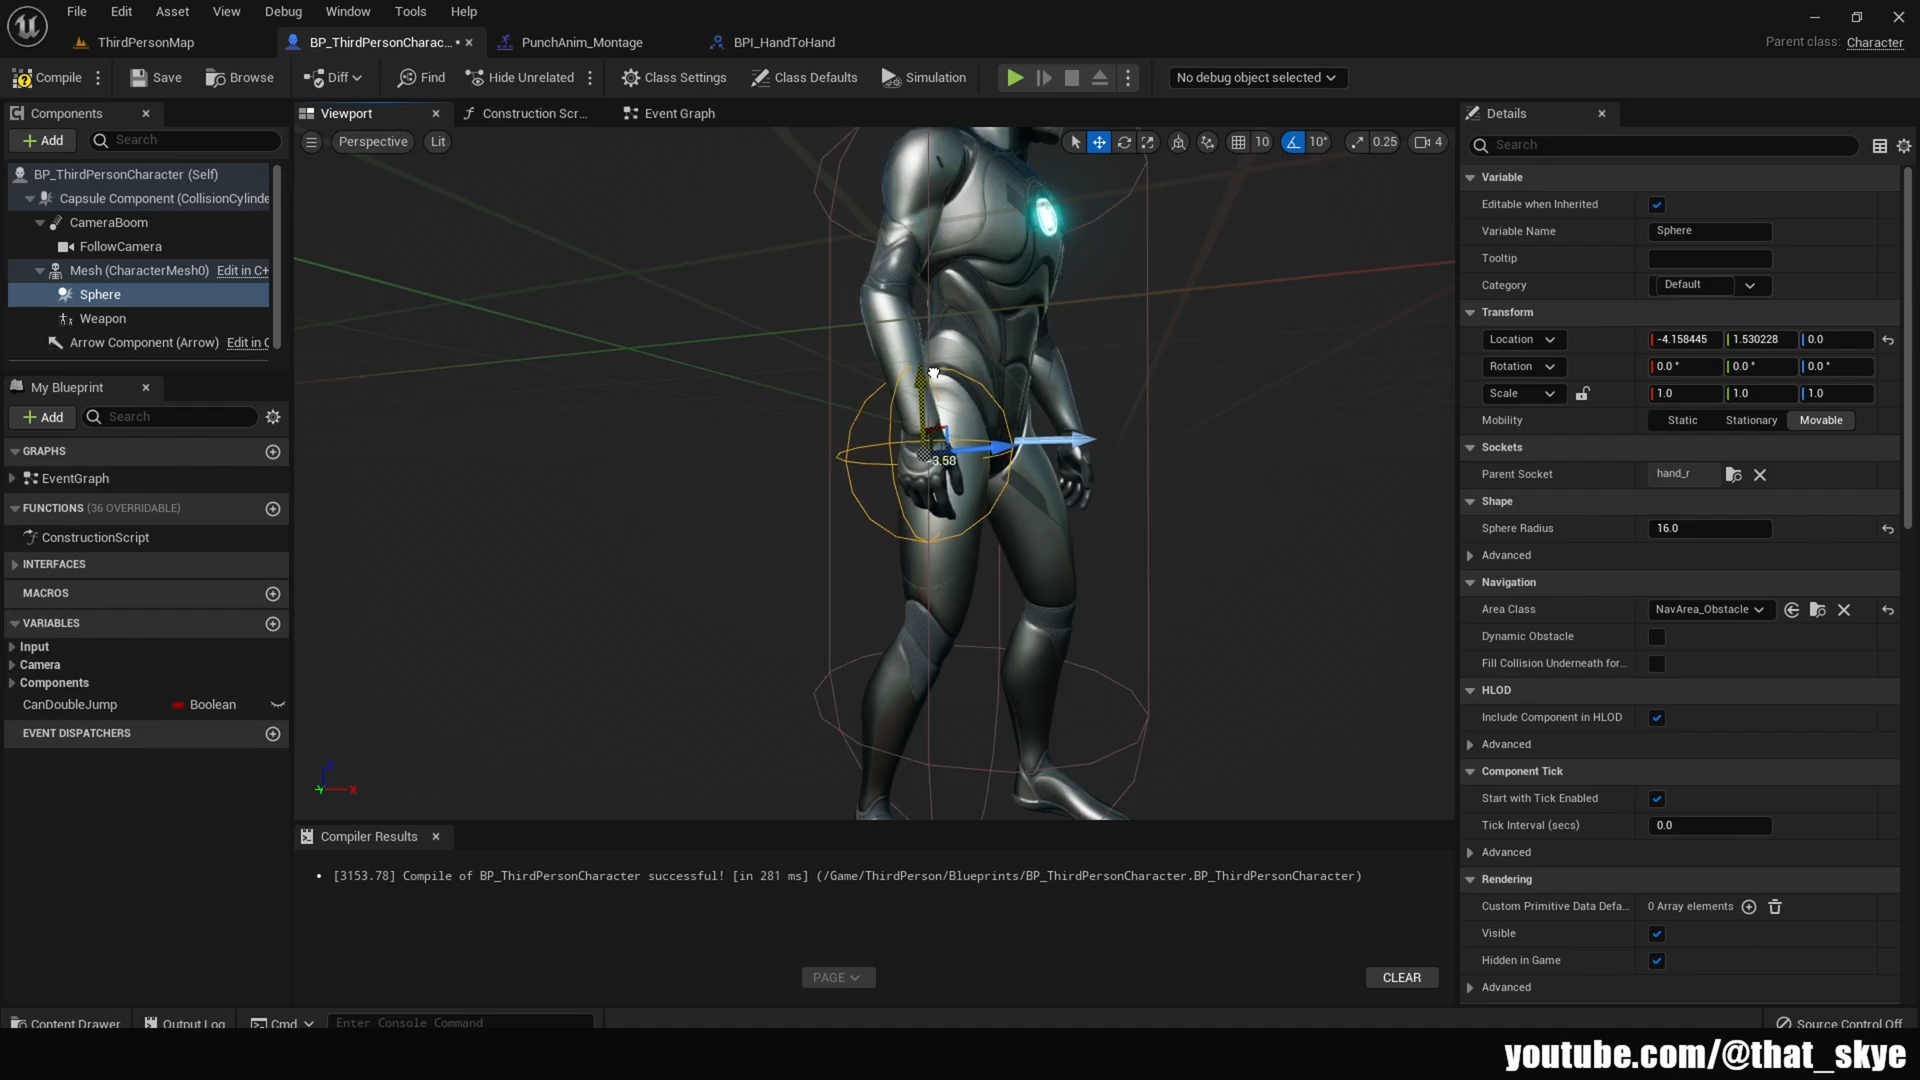 File Edit Asset View Debug Window Tools Help
ThirdPersonMap
BP_ThirdPersonCharac... •
PunchAnim_Montage
BPI_HandToHand
Parent class: Character
Compile
Save
Browse
Diff
Find
Hide Unrelated
Class Settings
Class Defaults
Simulation
No debug object selected
Components
Add
Search
BP_ThirdPersonCharacter (Self)
Capsule Component (CollisionCylinde
CameraBoom
FollowCamera
Mesh (CharacterMesh0) Edit in C+
Sphere
Weapon
Arrow Component (Arrow) Edit in C
My Blueprint
Add
Search
GRAPHS
EventGraph
FUNCTIONS (36 OVERRIDABLE)
ConstructionScript
INTERFACES
MACROS
VARIABLES
Input
Camera
Components
CanDoubleJump Boolean
EVENT DISPATCHERS
Viewport
Construction Scr...
Event Graph
Perspective
Lit
10
10°
0.25
4
-3.58
Z
Y
X
Compiler Results
• [3153.78] Compile of BP_ThirdPersonCharacter successful! [in 281 ms] (/Game/ThirdPerson/Blueprints/BP_ThirdPersonCharacter.BP_ThirdPersonCharacter)
PAGE
CLEAR
Details
Search
Variable
Editable when Inherited
Variable Name Sphere
Tooltip
Category Default
Transform
Location -4.158445 1.530228 0.0
Rotation 0.0 ° 0.0 ° 0.0 °
Scale 1.0 1.0 1.0
Mobility Static Stationary Movable
Sockets
Parent Socket hand_r
Shape
Sphere Radius 16.0
Advanced
Navigation
Area Class NavArea_Obstacle
Dynamic Obstacle
Fill Collision Underneath for...
HLOD
Include Component in HLOD
Advanced
Component Tick
Start with Tick Enabled
Tick Interval (secs) 0.0
Advanced
Rendering
Custom Primitive Data Defa... 0 Array elements
Visible
Hidden in Game
Advanced
Content Drawer
Output Log
Cmd
Enter Console Command
Source Control Off
youtube.com/@that_skye